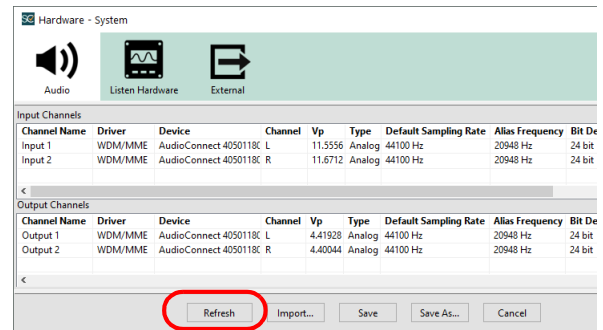 SC Hardware - System
Audio Listen Hardware External
Input Channels
Channel Name Driver Device Channel Vp Type Default Sampling Rate Alias Frequency Bit De
Input 1 WDM/MME AudioConnect 4050118( L 11.5556 Analog 44100 Hz 20948 Hz 24 bit
Input 2 WDM/MME AudioConnect 4050118( R 11.6712 Analog 44100 Hz 20948 Hz 24 bit
Output Channels
Channel Name Driver Device Channel Vp Type Default Sampling Rate Alias Frequency Bit De
Output 1 WDM/MME AudioConnect 4050118( L 4.41928 Analog 44100 Hz 20948 Hz 24 bit
Output 2 WDM/MME AudioConnect 4050118( R 4.40044 Analog 44100 Hz 20948 Hz 24 bit
Refresh Import... Save Save As... Cancel